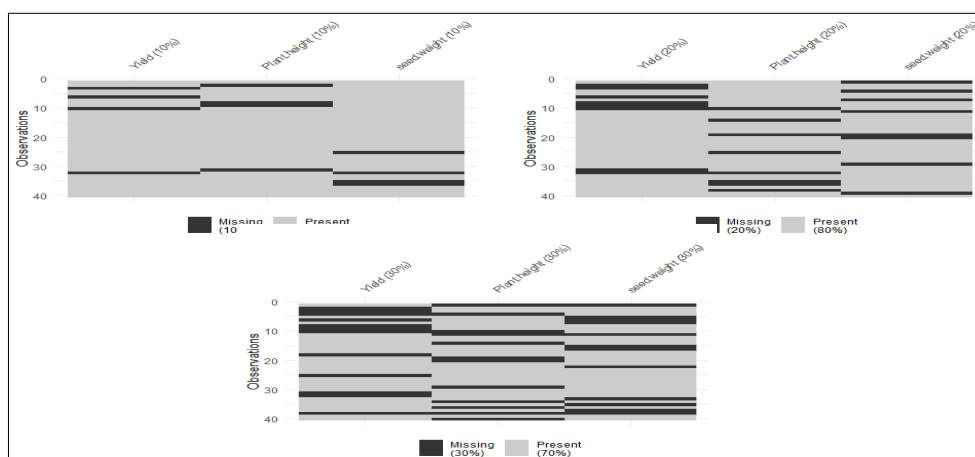 Yield (10%)
Plant.height (10%)
seed.weight (10%)
0
10
20
30
40
Observations
Missing
(10
Present
Yield (20%)
Plant.height (20%)
seed.weight (20%)
0
10
20
30
40
Observations
Missing
(20%)
Present
(80%)
Yield (30%)
Plant.height (30%)
seed.weight (30%)
0
10
20
30
40
Observations
Missing
(30%)
Present
(70%)